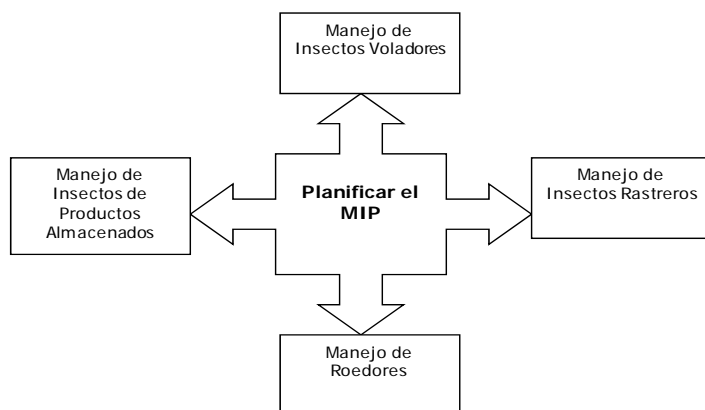 Manejo de
Insectos Voladores
Manejo de
Insectos de
Productos
Almacenados
Planificar el
MIP
Manejo de
Insectos Rastreros
Manejo de
Roedores